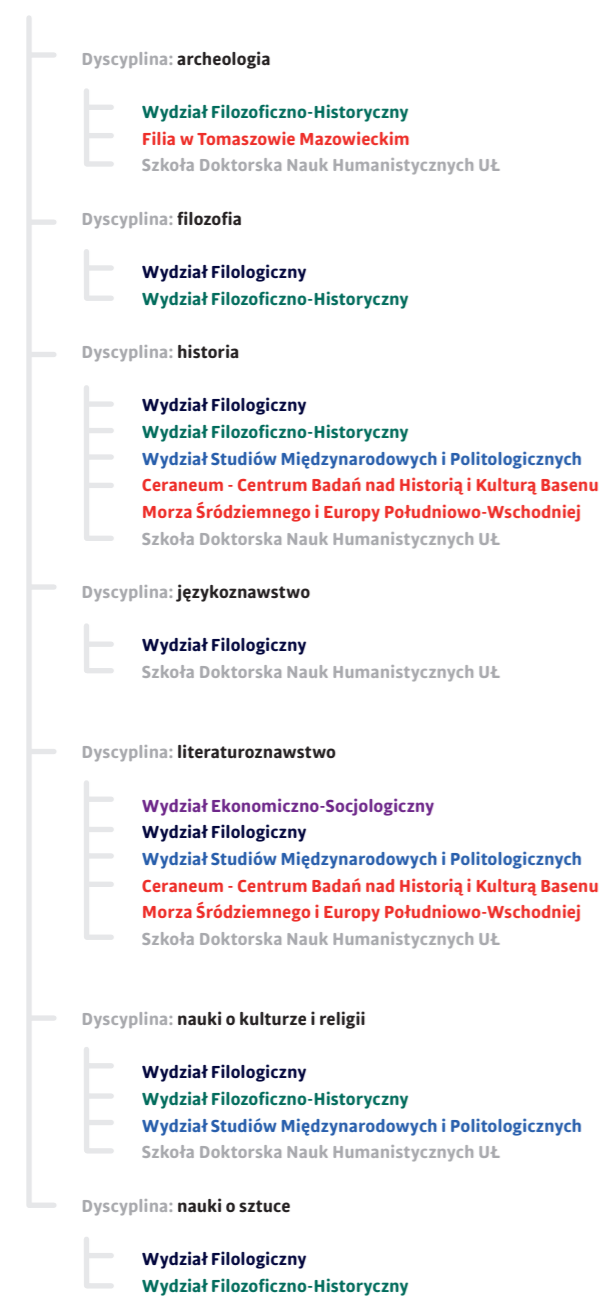 Dyscyplina: archeologia
Wydział Filozoficzno-Historyczny
Filia w Tomaszowie Mazowieckim
Szkoła Doktorska Nauk Humanistycznych UŁ
Dyscyplina: filozofia
Wydział Filologiczny
Wydział Filozoficzno-Historyczny
Dyscyplina: historia
Wydział Filologiczny
Wydział Filozoficzno-Historyczny
Wydział Studiów Międzynarodowych i Politologicznych
Ceraneum - Centrum Badań nad Historią i Kulturą Basenu
Morza Śródziemnego i Europy Południowo-Wschodniej
Szkoła Doktorska Nauk Humanistycznych UŁ
Dyscyplina: językoznawstwo
Wydział Filologiczny
Szkoła Doktorska Nauk Humanistycznych UŁ
Dyscyplina: literaturoznawstwo
Wydział Ekonomiczno-Socjologiczny
Wydział Filologiczny
Wydział Studiów Międzynarodowych i Politologicznych
Ceraneum - Centrum Badań nad Historią i Kulturą Basenu
Morza Śródziemnego i Europy Południowo-Wschodniej
Szkoła Doktorska Nauk Humanistycznych UŁ
Dyscyplina: nauki o kulturze i religii
Wydział Filologiczny
Wydział Filozoficzno-Historyczny
Wydział Studiów Międzynarodowych i Politologicznych
Szkoła Doktorska Nauk Humanistycznych UŁ
Dyscyplina: nauki o sztuce
Wydział Filologiczny
Wydział Filozoficzno-Historyczny